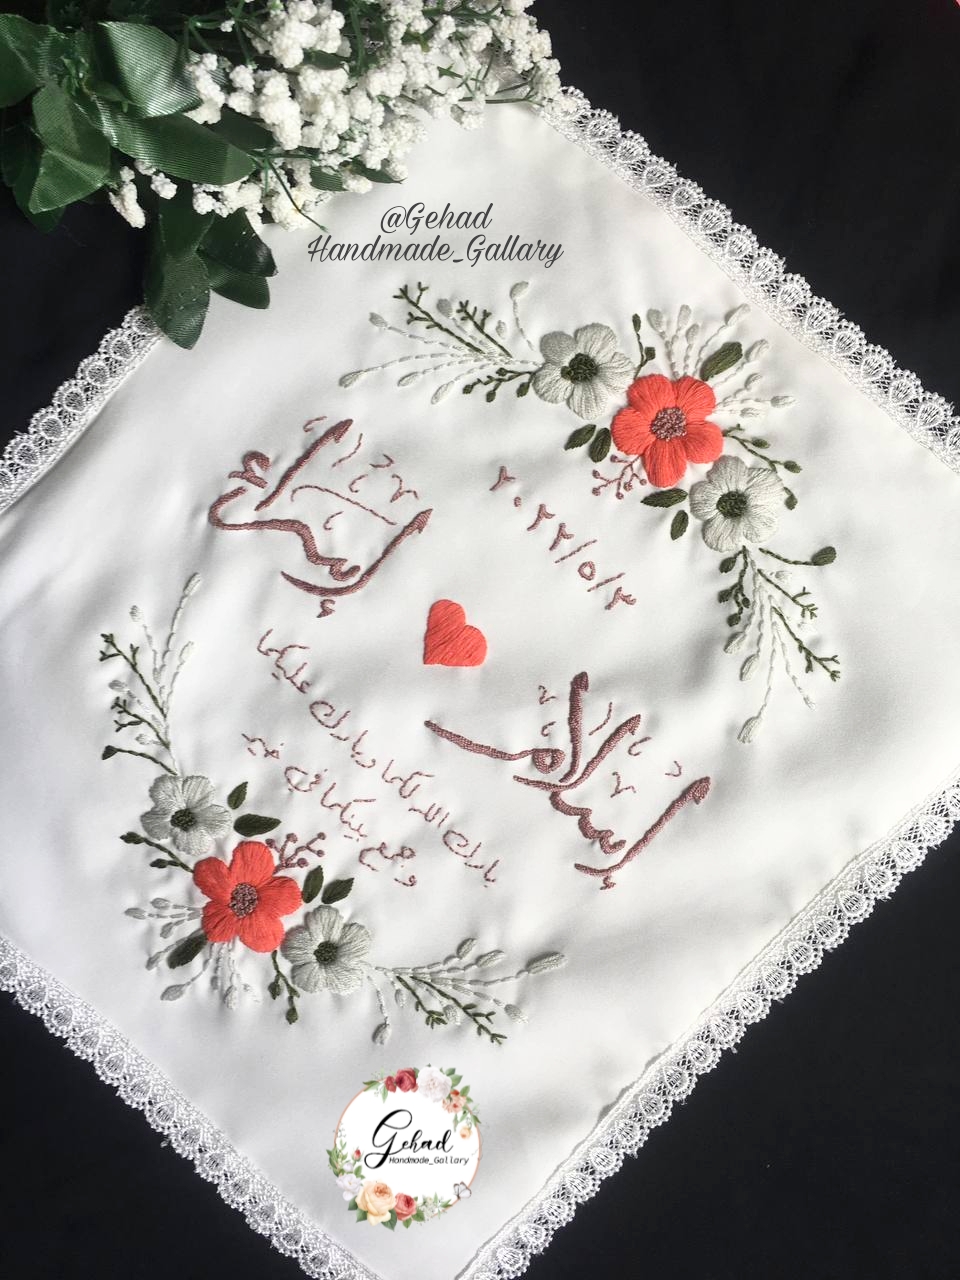 @Gehad
Handmade_Gallary
٢٠٢٢/٥/٢
إسراء
إسلام
بارك الله لكما وبارك عليكما
وجمع بينكما في خير
Gehad
Handmade_Gallary